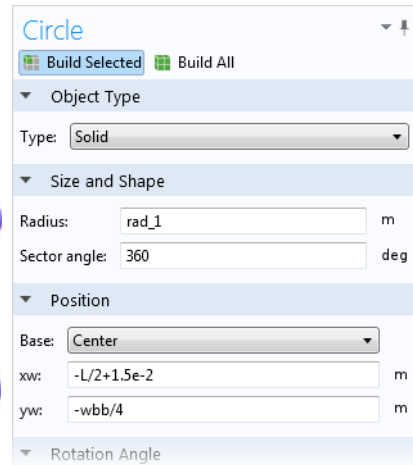 Circle
Build Selected Build All
Object Type
Type: Solid
Size and Shape
Radius: rad_1 m
Sector angle: 360 deg
Position
Base: Center
xw: -L/2+1.5e-2 m
yw: -wbb/4 m
Rotation Angle